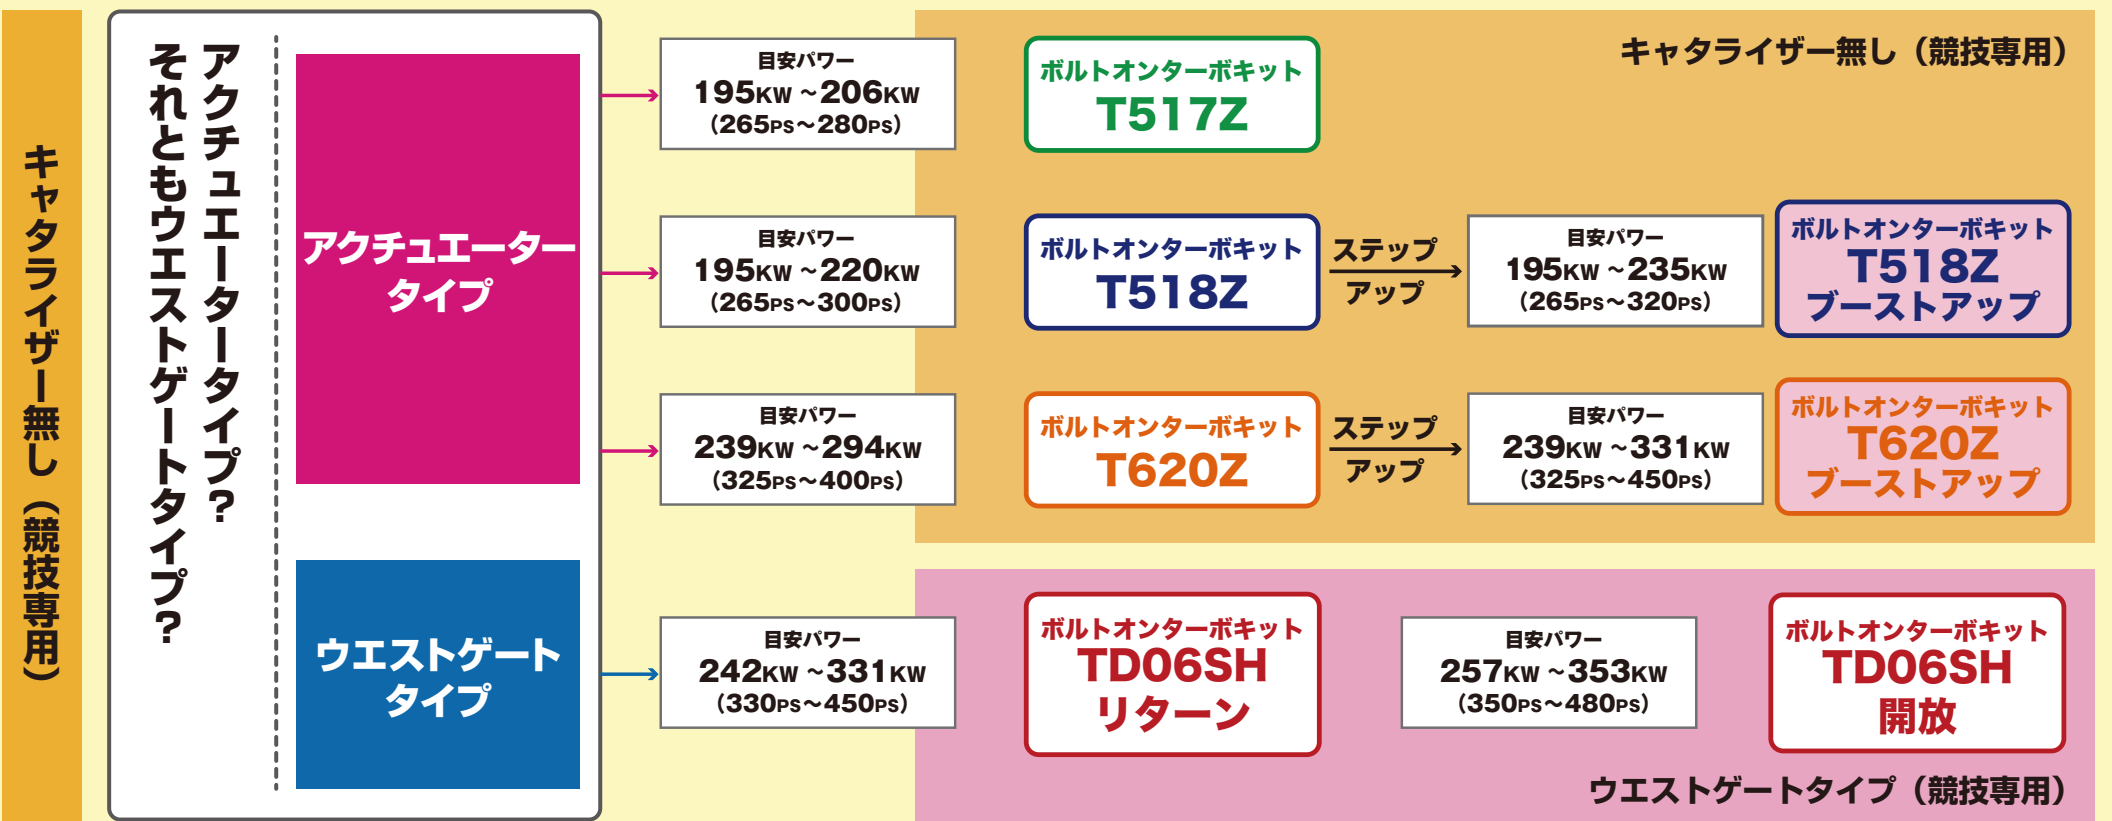 キャタライザー無し（競技専用）
アクチュエータータイプ？
それともウエストゲートタイプ？
アクチュエーター
タイプ
目安パワー
195KW ～206KW
（265PS～280PS）
ボルトオンターボキット
T517Z
キャタライザー無し（競技専用）
目安パワー
195KW ～220KW
（265PS～300PS）
ボルトオンターボキット
T518Z
ステップ
アップ
目安パワー
195KW ～235KW
（265PS～320PS）
ボルトオンターボキット
T518Z
ブーストアップ
目安パワー
239KW ～294KW
（325PS～400PS）
ボルトオンターボキット
T620Z
ステップ
アップ
目安パワー
239KW ～331KW
（325PS～450PS）
ボルトオンターボキット
T620Z
ブーストアップ
ウエストゲート
タイプ
目安パワー
242KW ～331KW
（330PS～450PS）
ボルトオンターボキット
TD06SH
リターン
目安パワー
257KW ～353KW
（350PS～480PS）
ボルトオンターボキット
TD06SH
開放
ウエストゲートタイプ（競技専用）